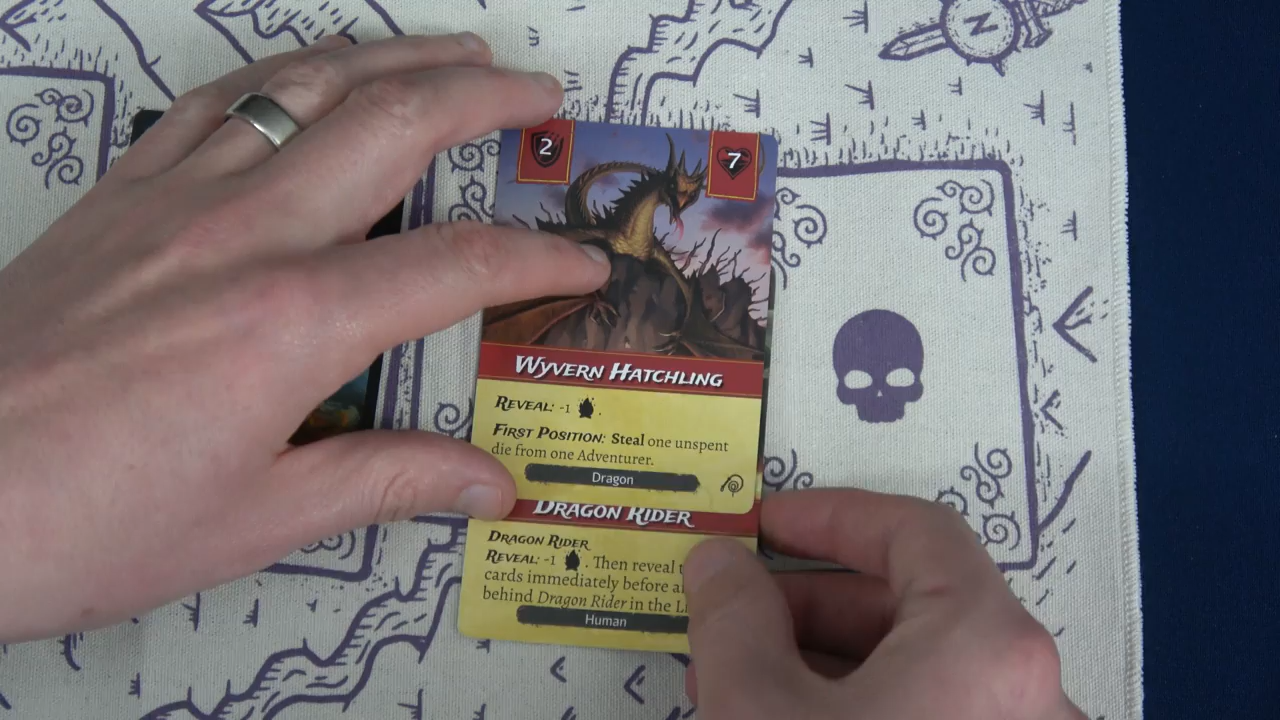 N
2
7
WYVERN HATCHLING
REVEAL: -1 .
FIRST POSITION: Steal one unspent
die from one Adventurer.
Dragon
DRAGON RIDER
DRAGON RIDER
REVEAL: -1 . Then reveal
cards immediately before
behind Dragon Rider in the
Human